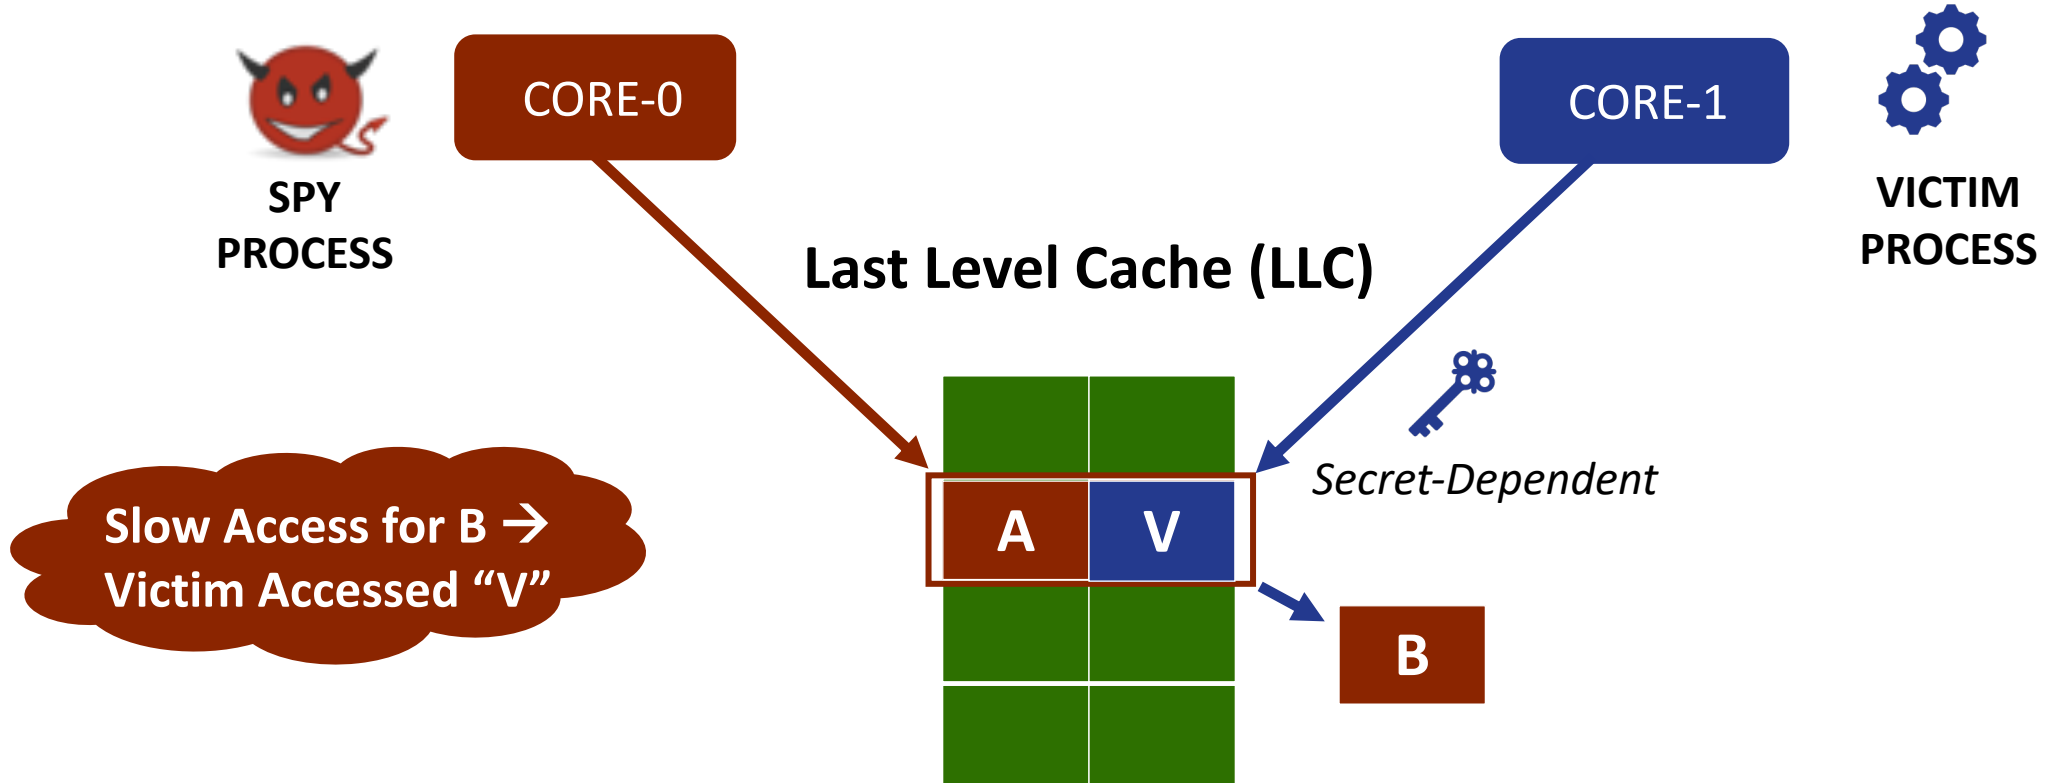 CORE-0
CORE-1
SPY
PROCESS
VICTIM
PROCESS
Last Level Cache (LLC)
Secret-Dependent
A
V
Slow Access for B →
Victim Accessed “V”
B